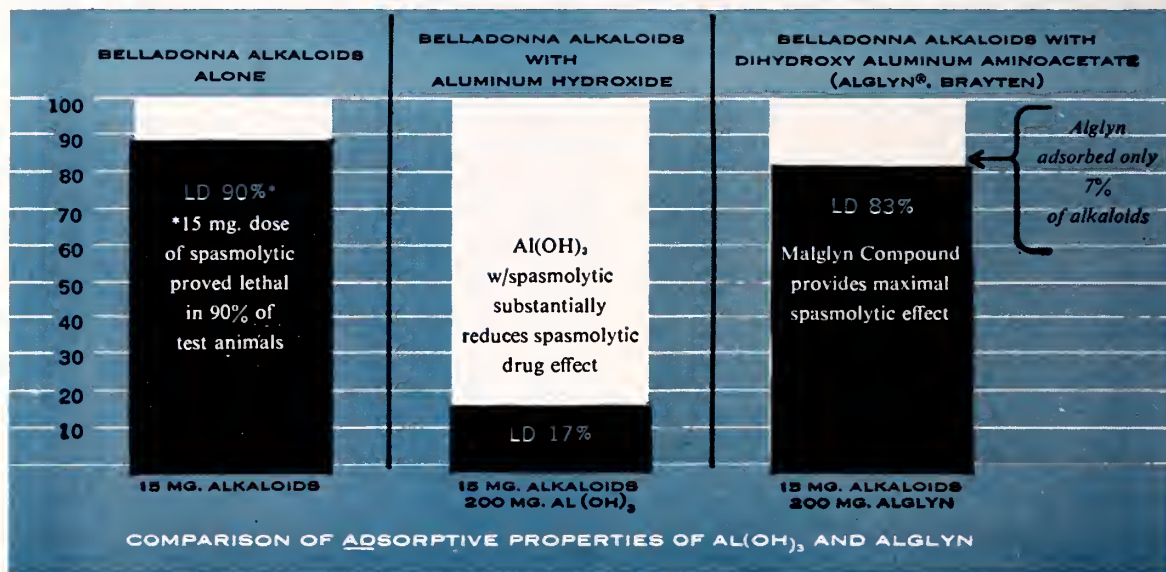 BELLADONNA ALKALOIDS
ALONE
BELLADONNA ALKALOIDS
WITH
ALUMINUM HYDROXIDE
BELLADONNA ALKALOIDS WITH
DIHYDROXY ALUMINUM AMINOACETATE
(ALGLYN®, BRAYTEN)
100
90
80
70
60
50
40
30
20
10
LD 90%*
*15 mg. dose
of spasmolytic
proved lethal
in 90% of
test animals
Al(OH)₃
w/spasmolytic
substantially
reduces spasmolytic
drug effect
LD 17%
LD 83%
Malglyn Compound
provides maximal
spasmolytic effect
Alglyn
adsorbed only
7%
of alkaloids
15 MG. ALKALOIDS
15 MG. ALKALOIDS
200 MG. AL(OH)₃
15 MG. ALKALOIDS
200 MG. ALGLYN
COMPARISON OF ADSORPTIVE PROPERTIES OF AL(OH)₃ AND ALGLYN